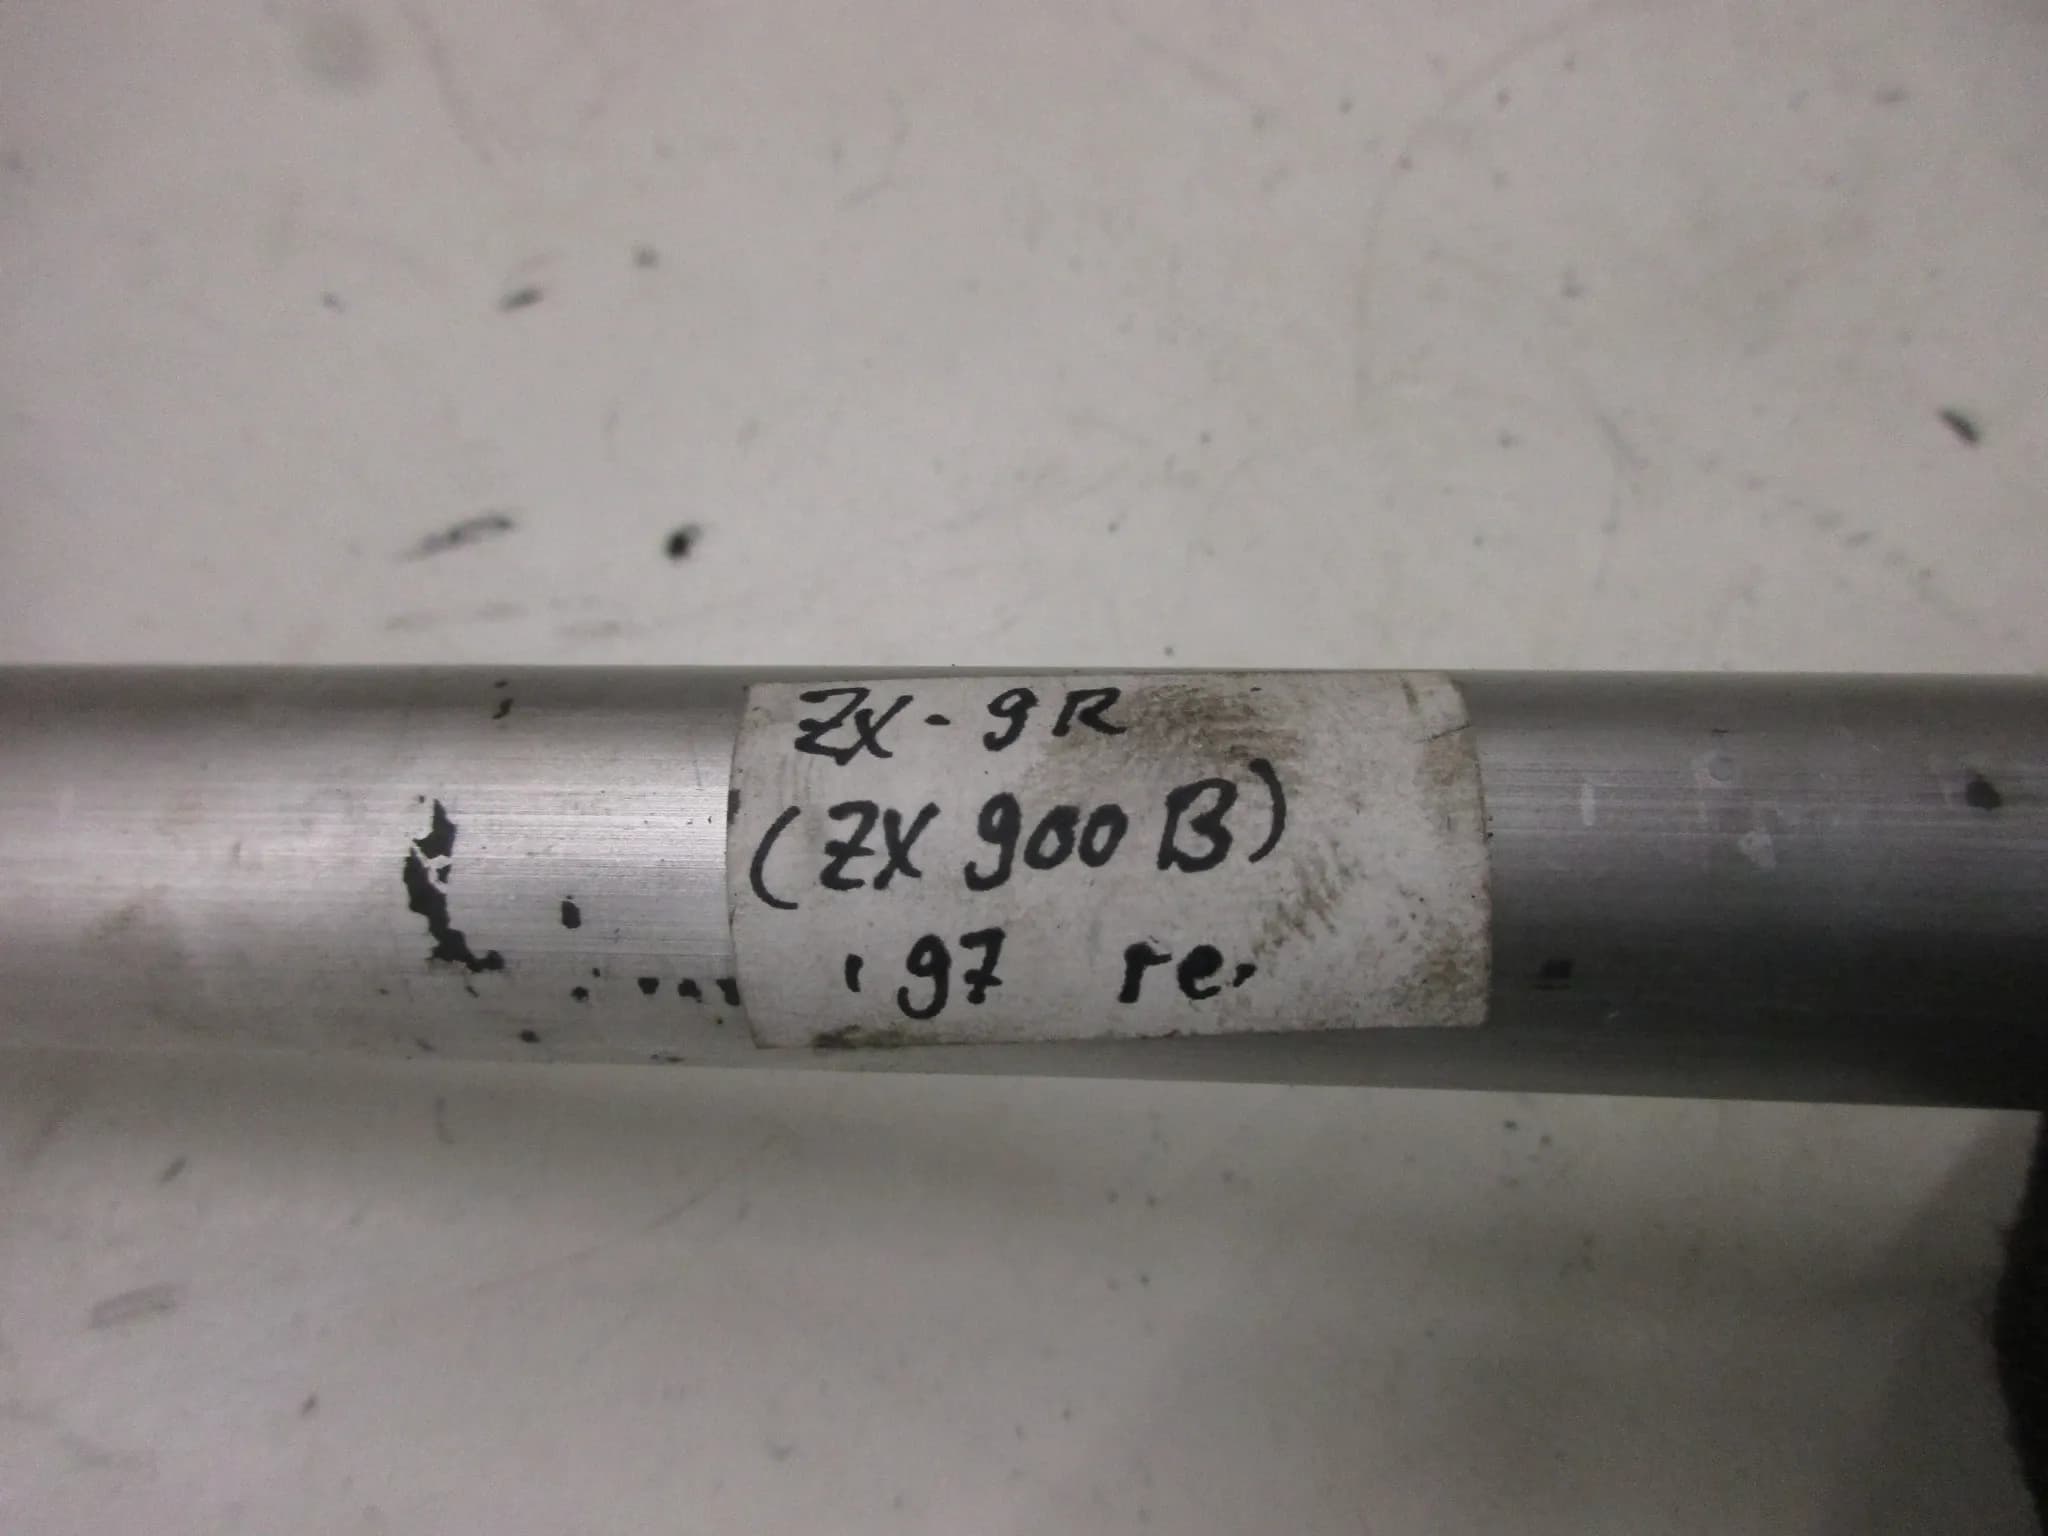 ZX-9R
(ZX 900 B)
'97 re.